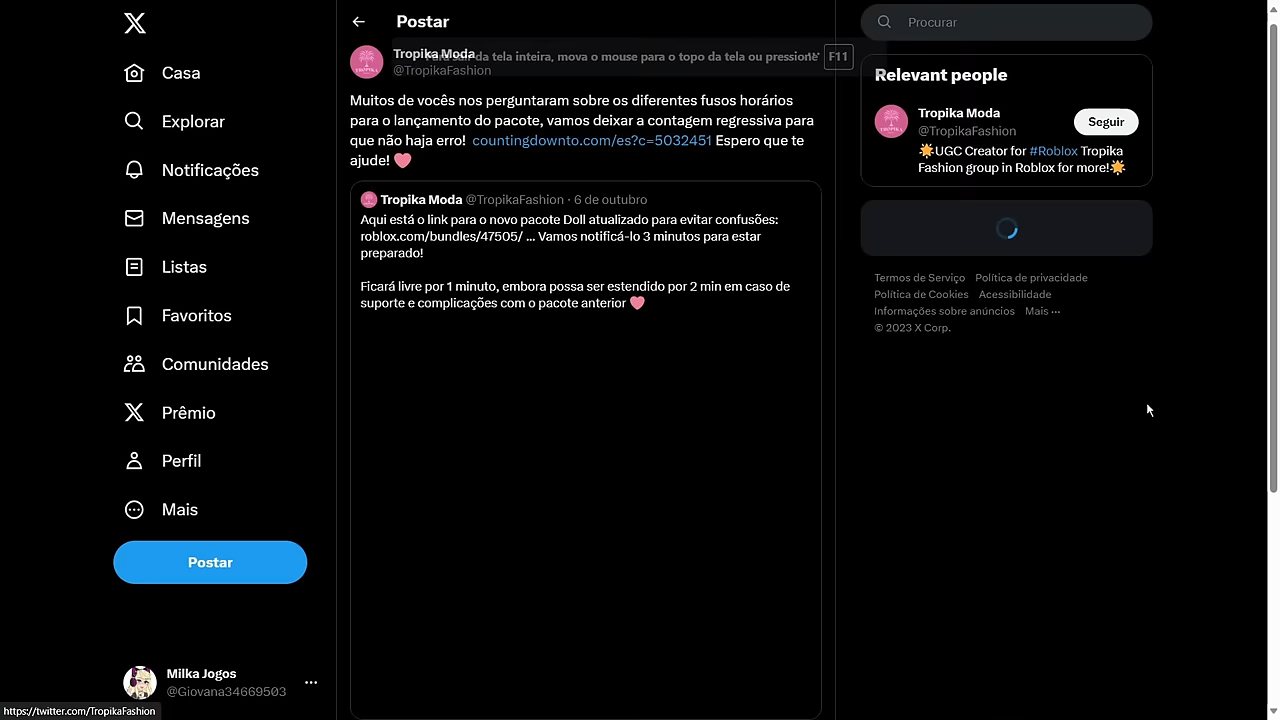 Casa
Explorar
Notificações
Mensagens
Listas
Favoritos
Comunidades
Prêmio
Perfil
Mais
Postar
Milka Jogos
@Giovana34669503
https://twitter.com/TropikaFashion
Postar
Tropika Moda
@TropikaFashion
da tela inteira, mova o mouse para o topo da tela ou pressione F11
Muitos de vocês nos perguntaram sobre os diferentes fusos horários
para o lançamento do pacote, vamos deixar a contagem regressiva para
que não haja erro! countingdownto.com/es?c=5032451 Espero que te
ajude!
Tropika Moda @TropikaFashion · 6 de outubro
Aqui está o link para o novo pacote Doll atualizado para evitar confusões:
roblox.com/bundles/47505/ ... Vamos notificá-lo 3 minutos para estar
preparado!
Ficará livre por 1 minuto, embora possa ser estendido por 2 min em caso de
suporte e complicações com o pacote anterior
Procurar
Relevant people
Tropika Moda
@TropikaFashion
Seguir
UGC Creator for #Roblox Tropika
Fashion group in Roblox for more!
Termos de Serviço Política de privacidade
Política de Cookies Acessibilidade
Informações sobre anúncios Mais ···
© 2023 X Corp.